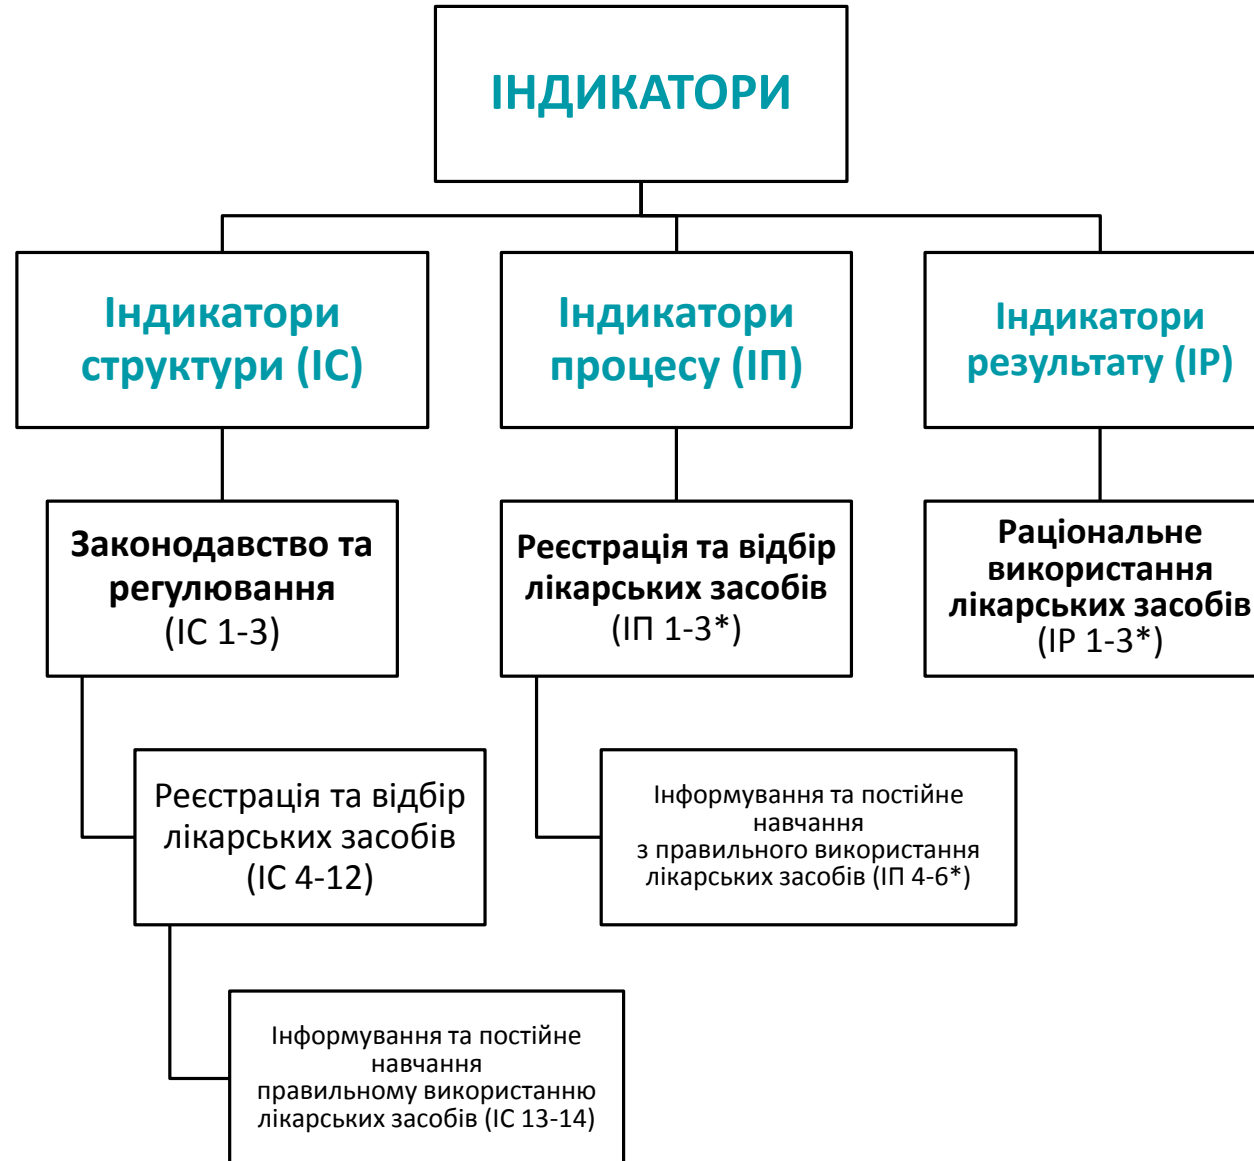 ІНДИКАТОРИ
Індикатори
структури (ІС)
Індикатори
процесу (ІП)
Індикатори
результату (ІР)
Законодавство та
регулювання
(ІС 1-3)
Реєстрація та відбір
лікарських засобів
(ІП 1-3*)
Раціональне
використання
лікарських засобів
(ІР 1-3*)
Реєстрація та відбір
лікарських засобів
(ІС 4-12)
Інформування та постійне
навчання
з правильного використання
лікарських засобів (ІП 4-6*)
Інформування та постійне
навчання
правильному використанню
лікарських засобів (ІС 13-14)